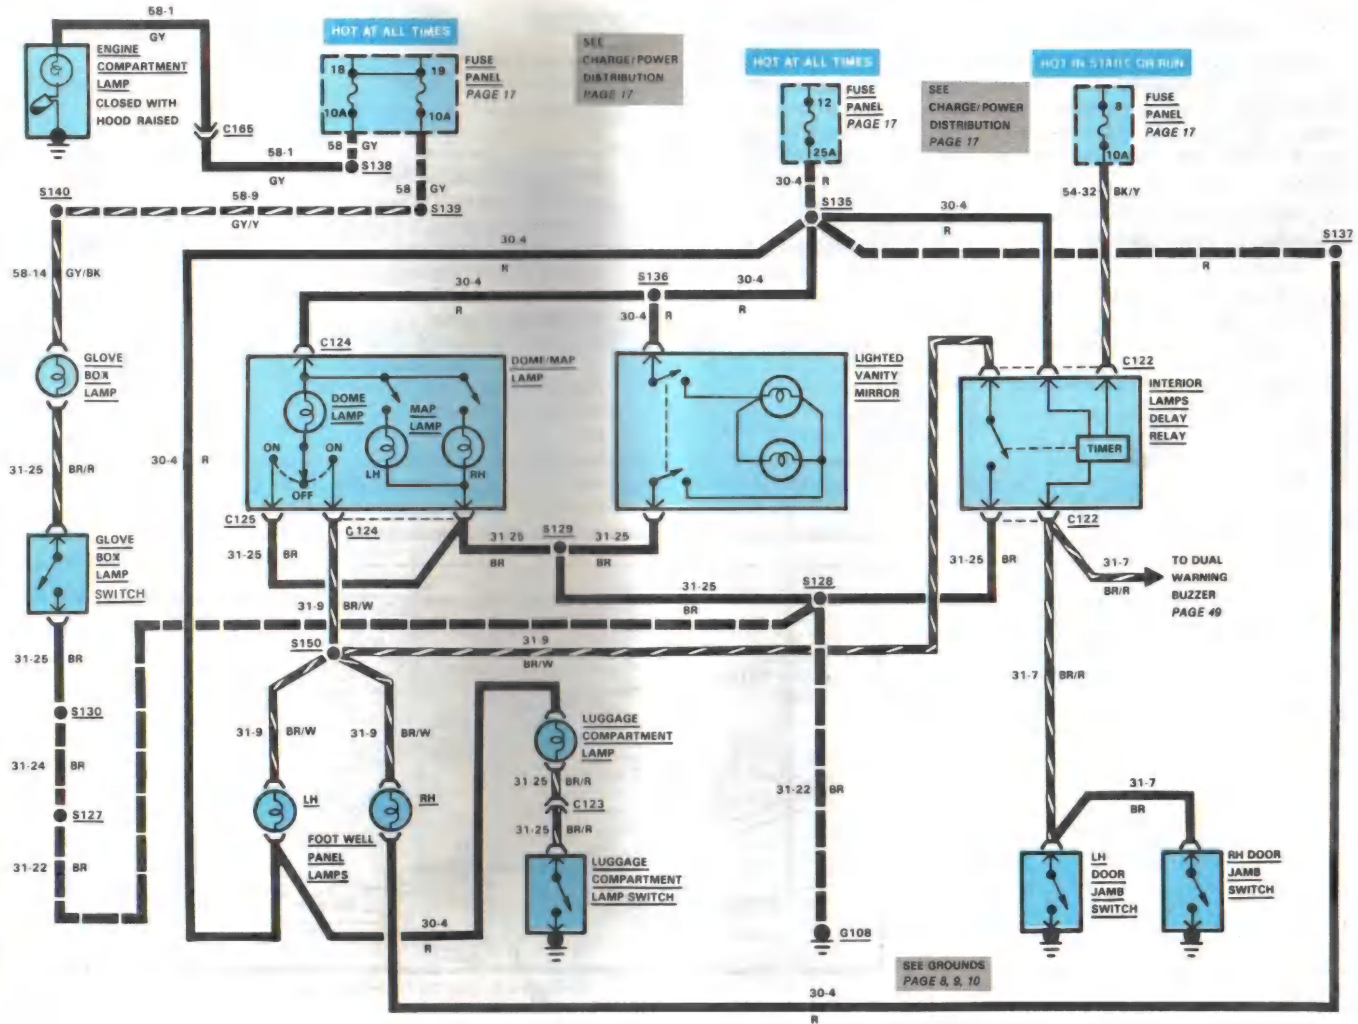 58-1
GY
ENGINE
COMPARTMENT
LAMP
CLOSED WITH
HOOD RAISED
C165
58-1
GY
HOT AT ALL TIMES
18
19
10A
10A
FUSE
PANEL
PAGE 17
58
GY
S138
58
GY
S139
SEE
CHARGE/POWER
DISTRIBUTION
PAGE 17
HOT AT ALL TIMES
12
25A
FUSE
PANEL
PAGE 17
30-4
R
S135
SEE
CHARGE/POWER
DISTRIBUTION
PAGE 17
HOT IN START OR RUN
8
10A
FUSE
PANEL
PAGE 17
54-32
BK/Y
S140
58-9
GY/Y
30-4
R
S137
R
30-4
R
58-14
GY/BK
30-4
R
S136
30-4
R
30-4
R
C124
DOME/MAP
LAMP
DOME
LAMP
MAP
LAMP
ON
ON
OFF
LH
RH
LIGHTED
VANITY
MIRROR
C122
INTERIOR
LAMPS
DELAY
RELAY
TIMER
GLOVE
BOX
LAMP
31-25
BR/R
30-4
R
C125
C124
31-25
BR
31-25
BR
S129
31-25
BR
C122
31-25
BR
31-7
BR/R
TO DUAL
WARNING
BUZZER
PAGE 49
GLOVE
BOX
LAMP
SWITCH
31-9
BR/W
31-25
BR
S128
S150
31-9
BR/W
31-25
BR
S130
31-24
BR
S127
31-22
BR
31-9
BR/W
31-9
BR/W
LH
RH
FOOT WELL
PANEL
LAMPS
LUGGAGE
COMPARTMENT
LAMP
31-25
BR/R
C123
31-25
BR/R
LUGGAGE
COMPARTMENT
LAMP SWITCH
30-4
R
31-22
BR
G108
31-7
BR/R
31-7
BR
LH
DOOR
JAMB
SWITCH
RH DOOR
JAMB
SWITCH
SEE GROUNDS
PAGE 8, 9, 10
30-4
R